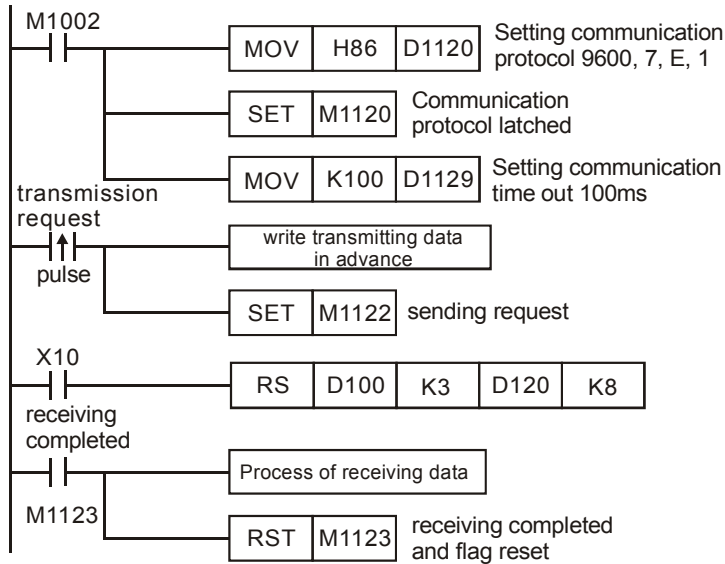 M1002
MOV H86 D1120 Setting communication
protocol 9600, 7, E, 1
SET M1120 Communication
protocol latched
MOV K100 D1129 Setting communication
time out 100ms
transmission
request
pulse
write transmitting data
in advance
SET M1122 sending request
X10
RS D100 K3 D120 K8
receiving
completed
Process of receiving data
M1123
RST M1123 receiving completed
and flag reset